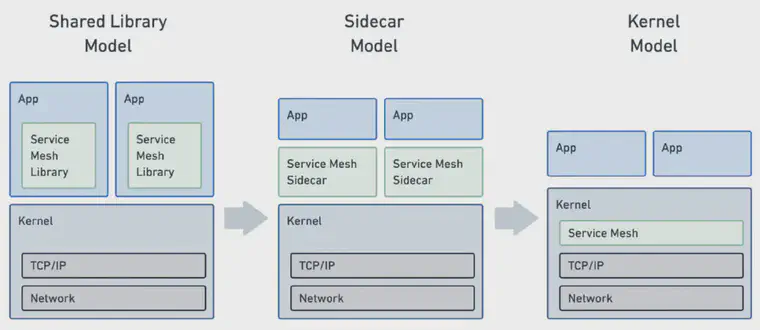 Shared Library
Model
Sidecar
Model
Kernel
Model
App
Service
Mesh
Library
App
Service
Mesh
Library
Kernel
TCP/IP
Network
App
App
Service Mesh
Sidecar
Service Mesh
Sidecar
Kernel
TCP/IP
Network
App
App
Kernel
Service Mesh
TCP/IP
Network